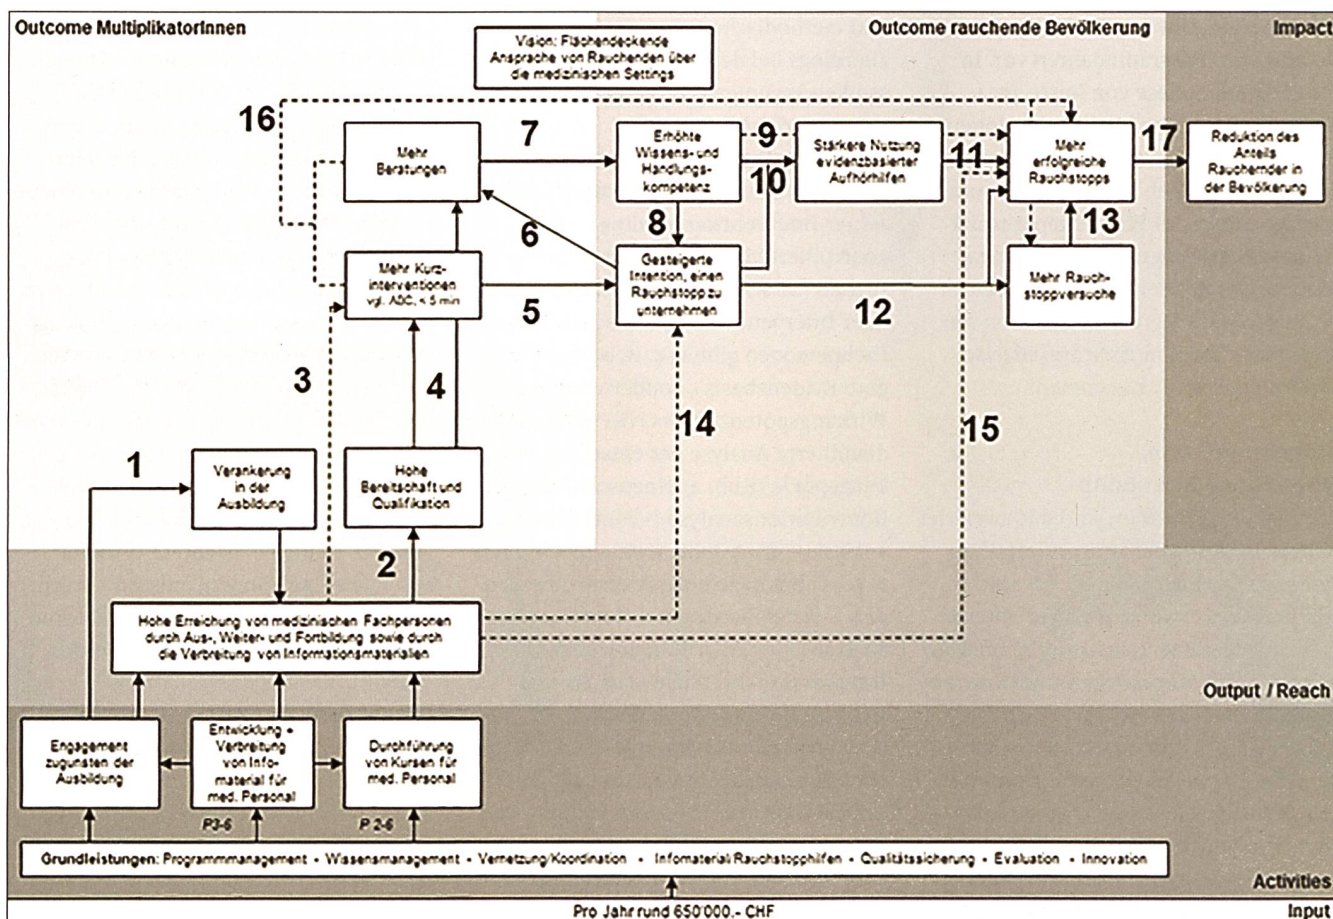 Outcome MultiplikatorInnen
Outcome rauchende Bevölkerung
Impact
Vision: Flächendeckende
Ansprache von Rauchenden über
die medizinischen Settings
16
7
9
17
Mehr
Beratungen
Erhöhte
Wissens- und
Handlungs-
kompetenz
10
Stärkere Nutzung
evidenzbasierter
Aufhörhilfen
11
Mehr
erfolgreiche
Rauchstopps
Reduktion des
Anteils
Rauchender in
der Bevölkerung
6
8
13
Mehr Kurz-
interventionen
vgl. ABC, < 5 min
5
Gesteigerte
Intention, einen
Rauchstopp zu
unternehmen
12
Mehr Rauch-
stoppversuche
3
4
14
15
1
Verankerung
in der
Ausbildung
Hohe
Bereitschaft und
Qualifikation
2
Hohe Erreichung von medizinischen Fachpersonen
durch Aus-, Weiter- und Fortbildung sowie durch
die Verbreitung von Informationsmaterialien
Output / Reach
Engagement
zugunsten der
Ausbildung
Entwicklung +
Verbreitung
von Info-
material für
med. Personal
Durchführung
von Kursen für
med. Personal
P3-6
P 2-6
Grundleistungen: Programmmanagement - Wissensmanagement - Vernetzung/Koordination - Infomaterial/Rauchstopphilfen - Qualitätssicherung - Evaluation - Innovation
Activities
Pro Jahr rund 650'000.- CHF
Input